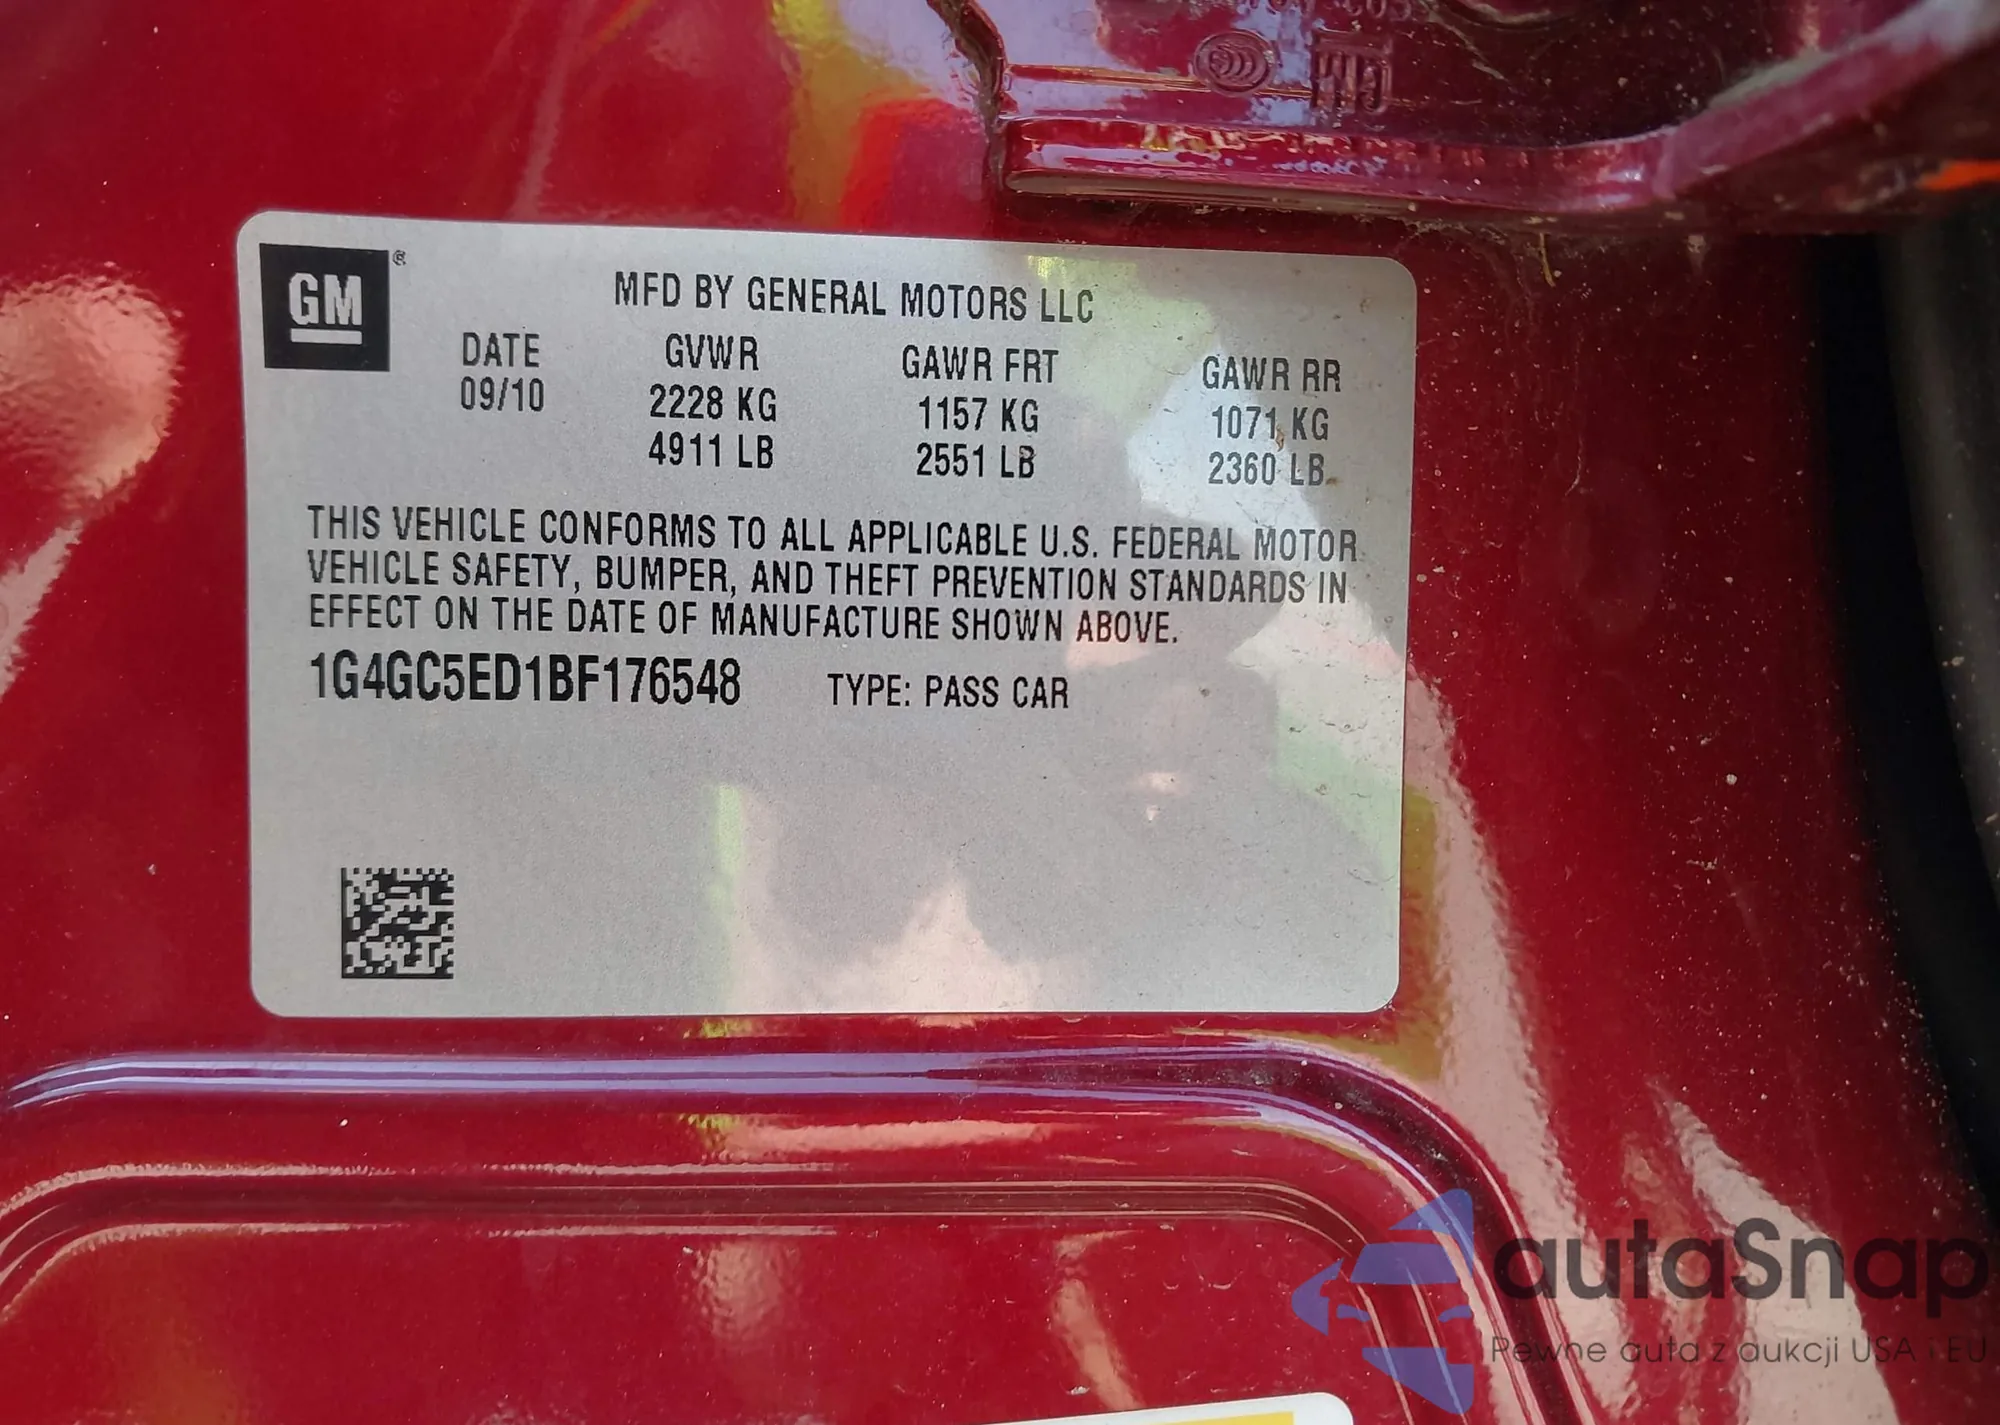 GM
GM®
MFD BY GENERAL MOTORS LLC
DATE GVWR GAWR FRT GAWR RR
09/10 2228 KG 1157 KG 1071 KG
4911 LB 2551 LB 2360 LB
THIS VEHICLE CONFORMS TO ALL APPLICABLE U.S. FEDERAL MOTOR
VEHICLE SAFETY, BUMPER, AND THEFT PREVENTION STANDARDS IN
EFFECT ON THE DATE OF MANUFACTURE SHOWN ABOVE.
1G4GC5ED1BF176548 TYPE: PASS CAR
autaSnap
Pewne auta z aukcji USA i EU